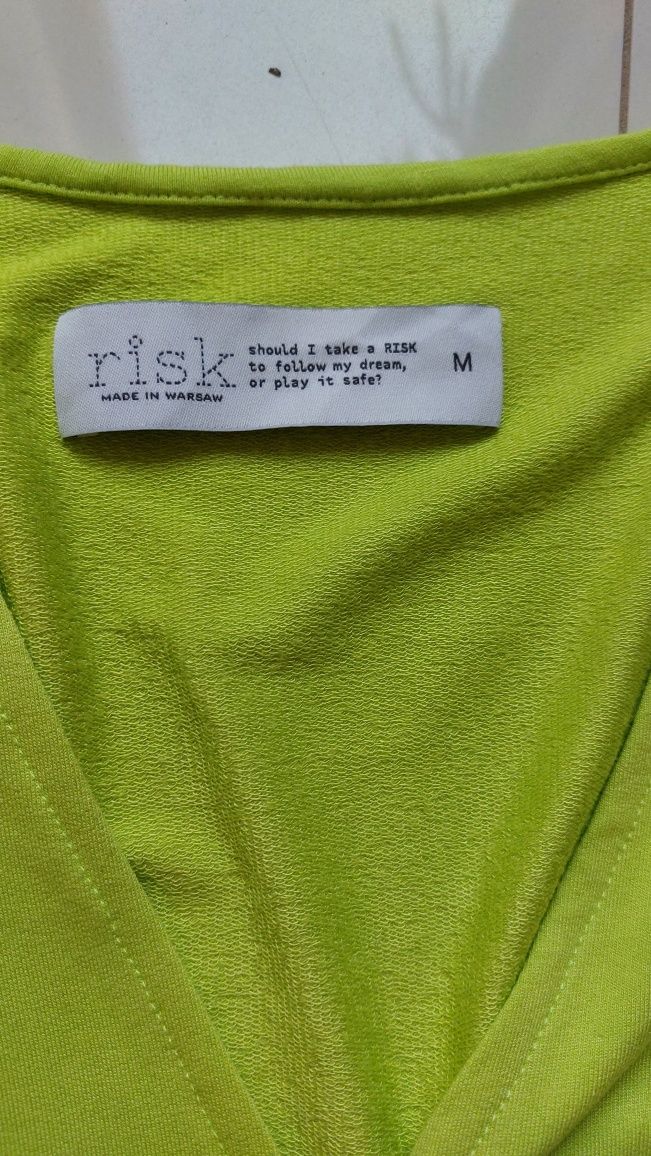 risk
MADE IN WARSAW
should I take a RISK
to follow my dream,
or play it safe?
M